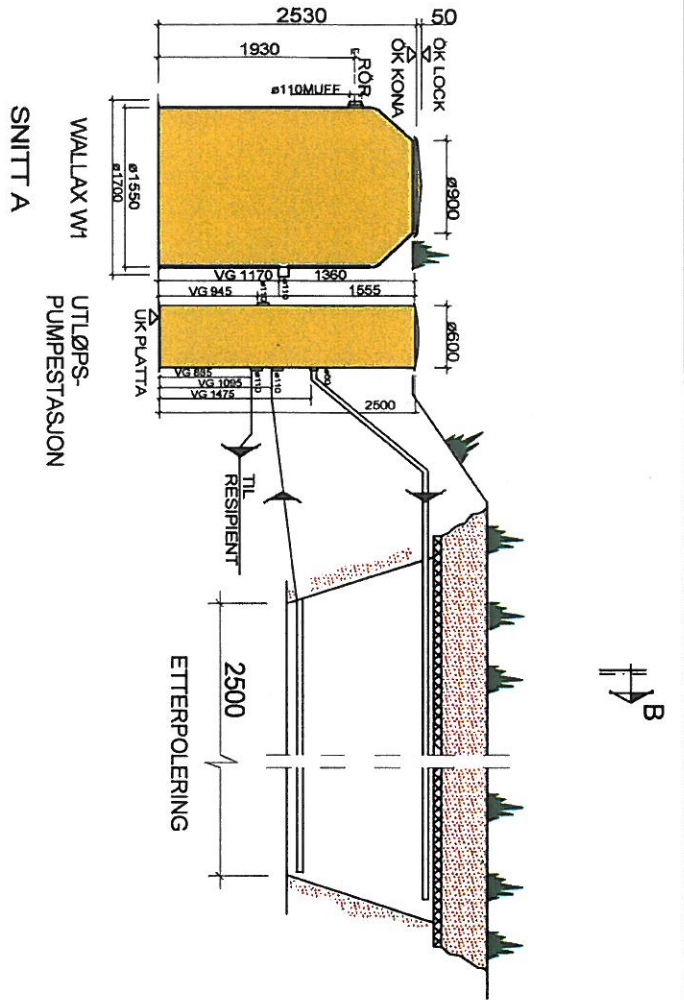 2530
50
1930
ÖK LOCK
ÖK KONA
RÖR
ø110MUFF
ø900
ø1550
ø1700
WALLAX W1
SNITT A
VG 1170
1360
VG 945
1555
ø110
ø110
ø600
UK PLATTA
UTLØPS-
PUMPESTASJON
VG 1095
VG 1475
ø110
ø110
2500
TIL
RESIPIENT
2500
ETTERPOLERING
B